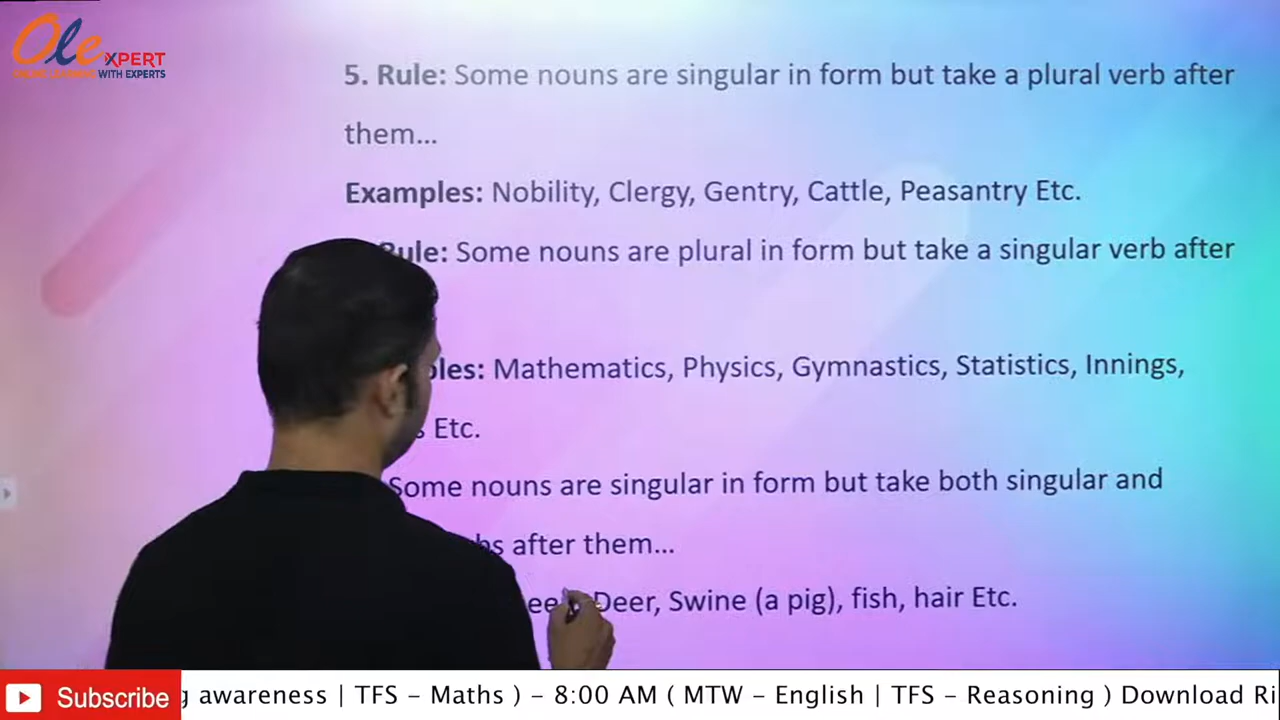 Ole XPERT
ONLINE LEARNING WITH EXPERTS
5. Rule: Some nouns are singular in form but take a plural verb after
them...
Examples: Nobility, Clergy, Gentry, Cattle, Peasantry Etc.
Rule: Some nouns are plural in form but take a singular verb after
Mathematics, Physics, Gymnastics, Statistics, Innings,
Etc.
Some nouns are singular in form but take both singular and
after them...
Deer, Swine (a pig), fish, hair Etc.
Subscribe
awareness | TFS – Maths ) – 8:00 AM ( MTW – English | TFS – Reasoning ) Download